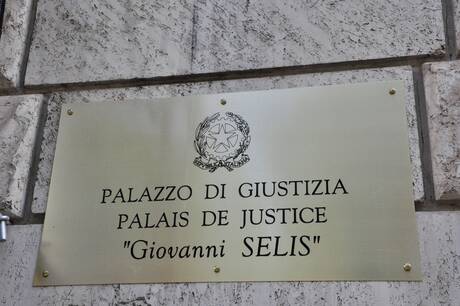 PALAZZO DI GIUSTIZIA
PALAIS DE JUSTICE
"Giovanni SELIS"